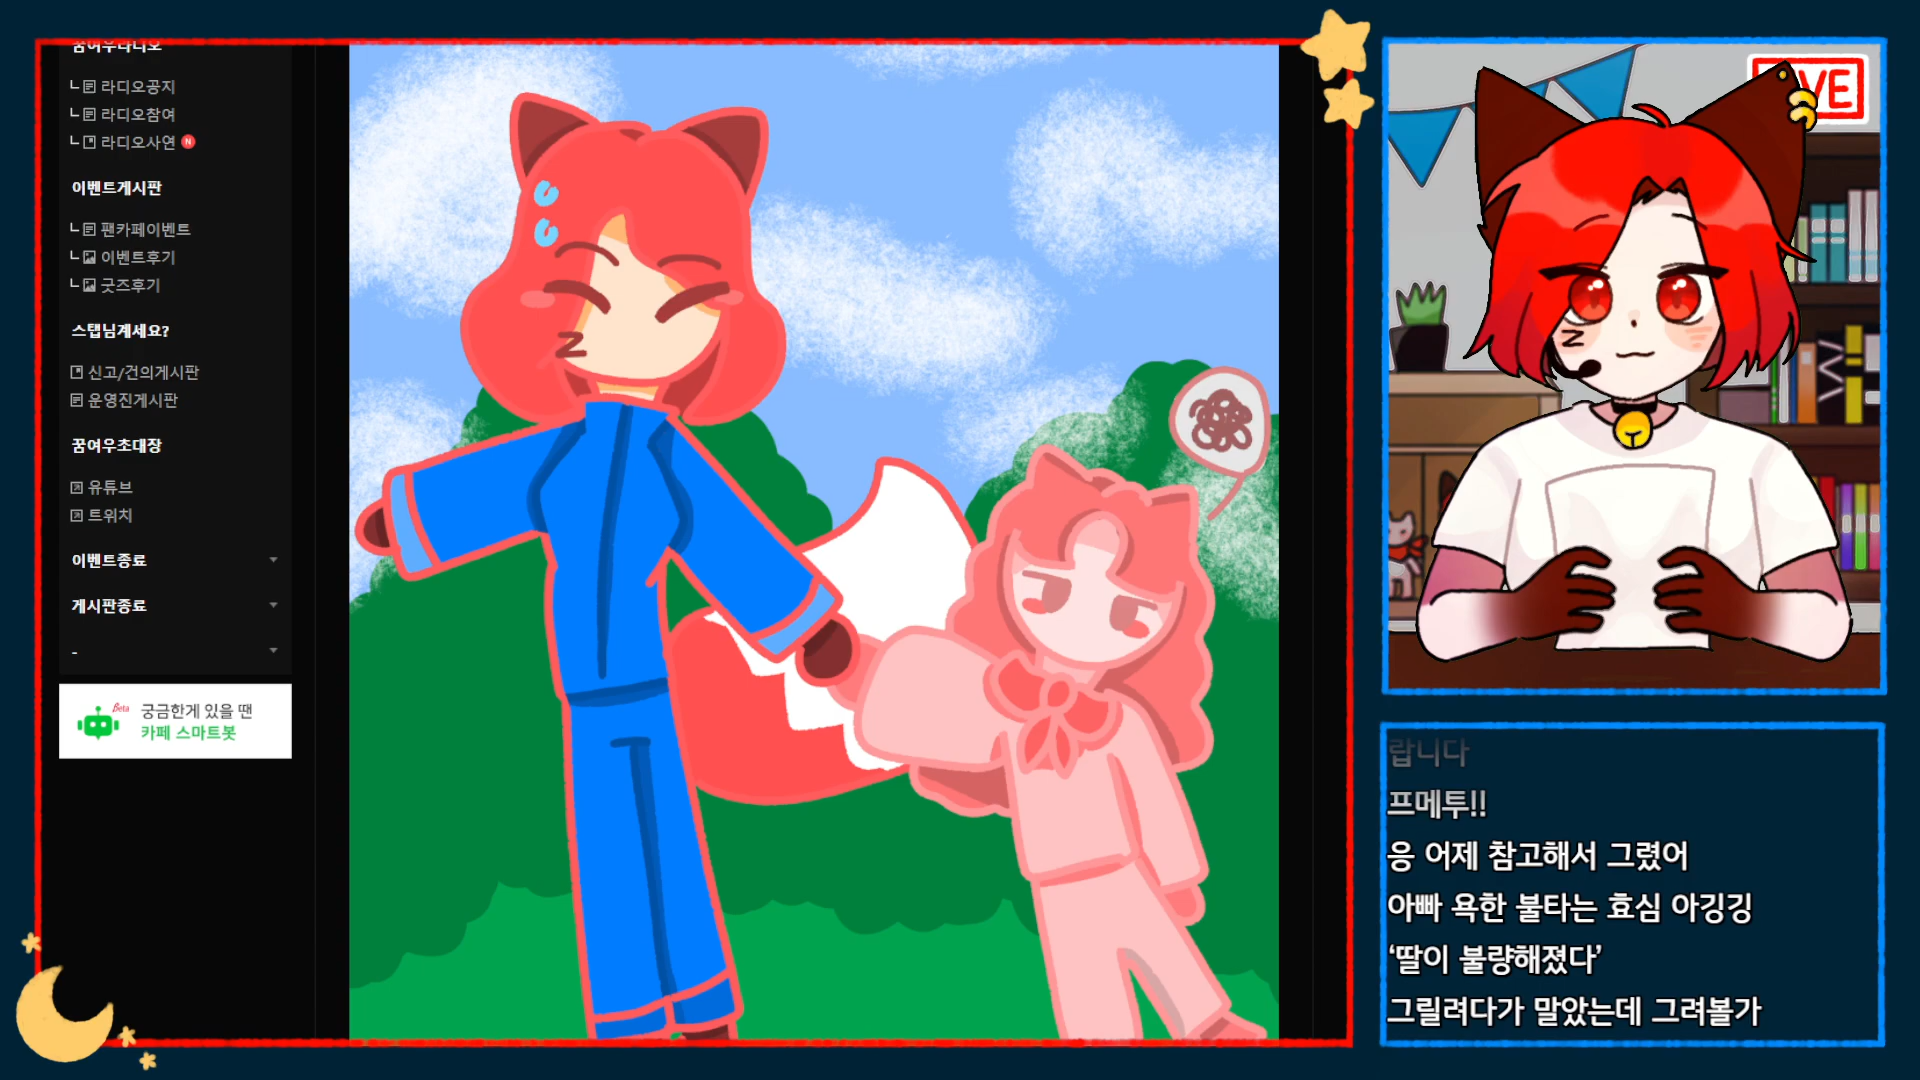 꿈여우라디오
라디오공지
라디오참여
라디오사연 N
이벤트게시판
팬카페이벤트
이벤트후기
굿즈후기
스탭님계세요?
신고/건의게시판
운영진게시판
꿈여우초대장
유튜브
트위치
이벤트종료
게시판종료
-
Beta
궁금한게 있을 땐
카페 스마트봇
랍니다
프메투!!
응 어제 참고해서 그렸어
아빠 욕한 불타는 효심 아깅깅
‘딸이 불량해졌다’
그릴려다가 말았는데 그려볼가